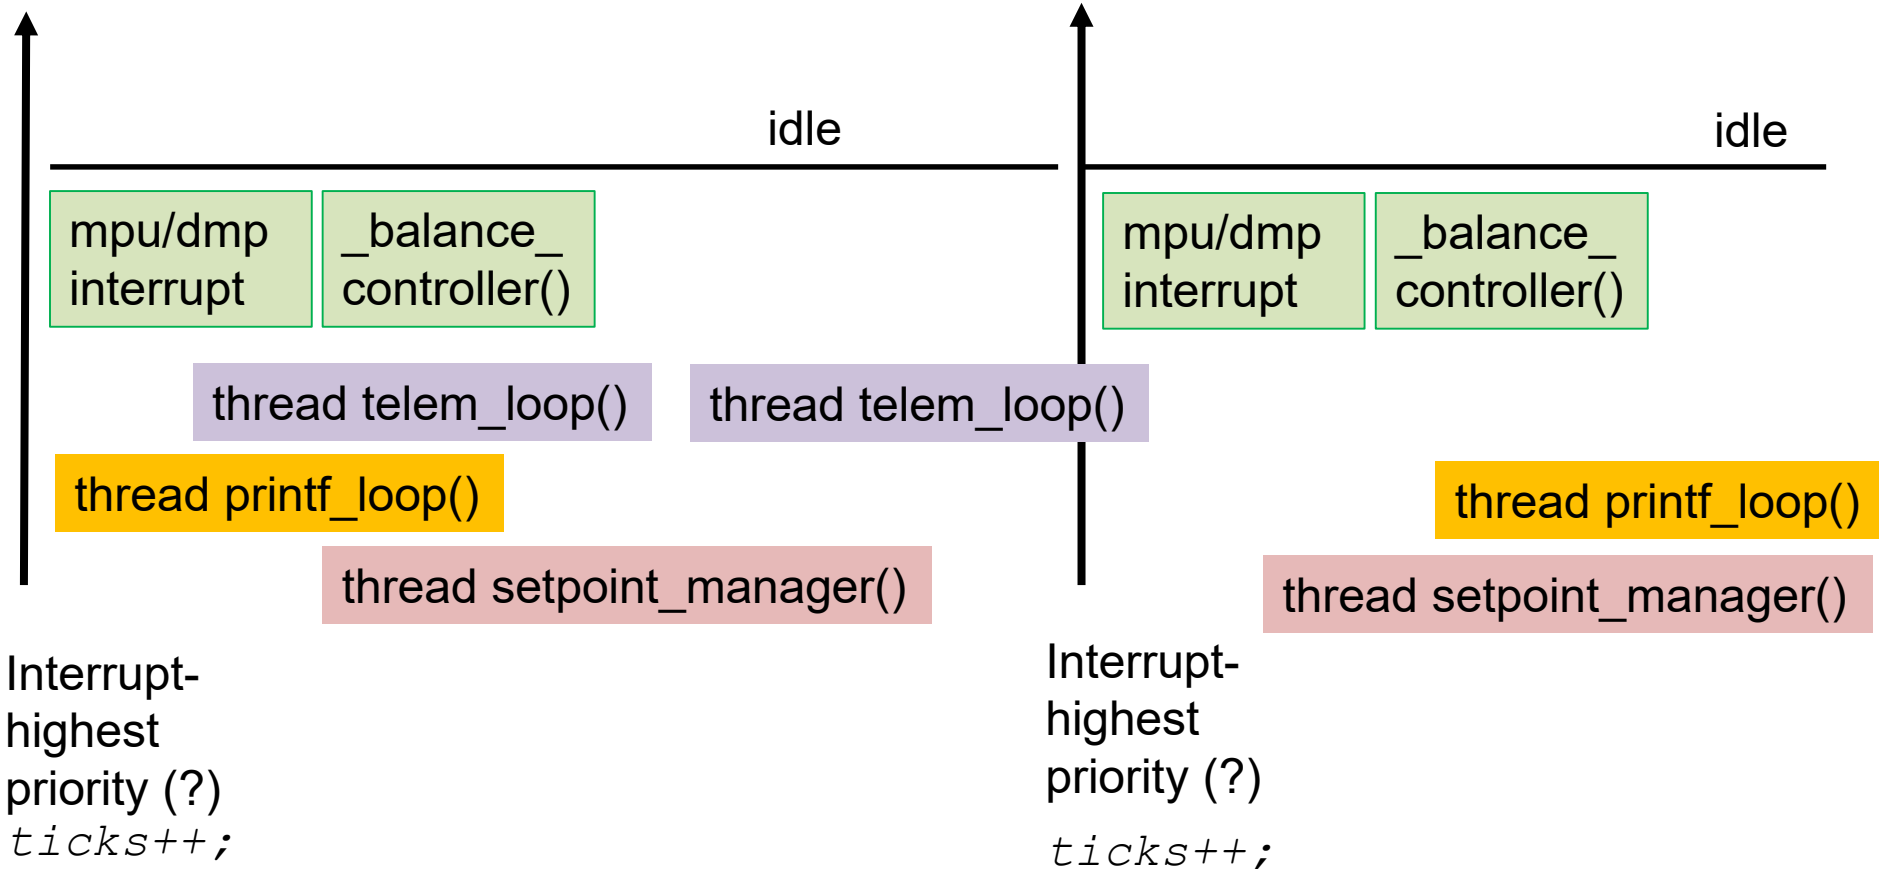 idle
idle
mpu/dmp
interrupt
_balance_
controller()
mpu/dmp
interrupt
_balance_
controller()
thread telem_loop()
thread telem_loop()
thread printf_loop()
thread printf_loop()
thread setpoint_manager()
thread setpoint_manager()
Interrupt-
highest
priority (?)
ticks++;
Interrupt-
highest
priority (?)
ticks++;